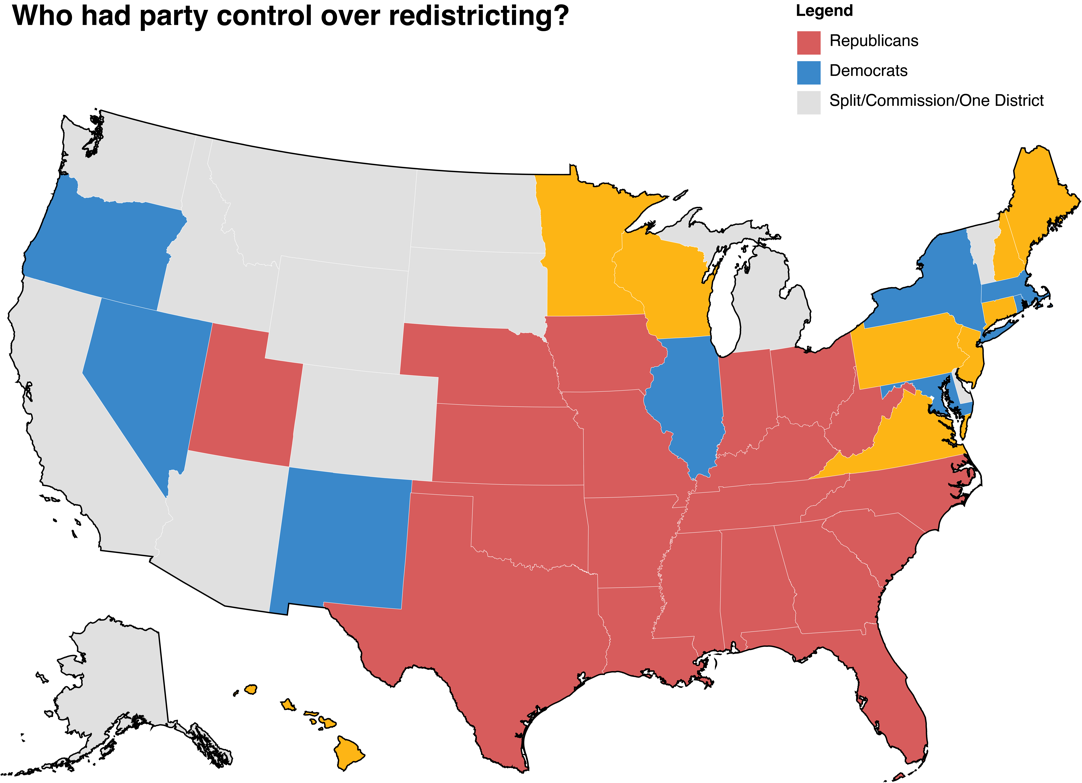 Who had party control over redistricting?
Legend
Republicans
Democrats
Split/Commission/One District